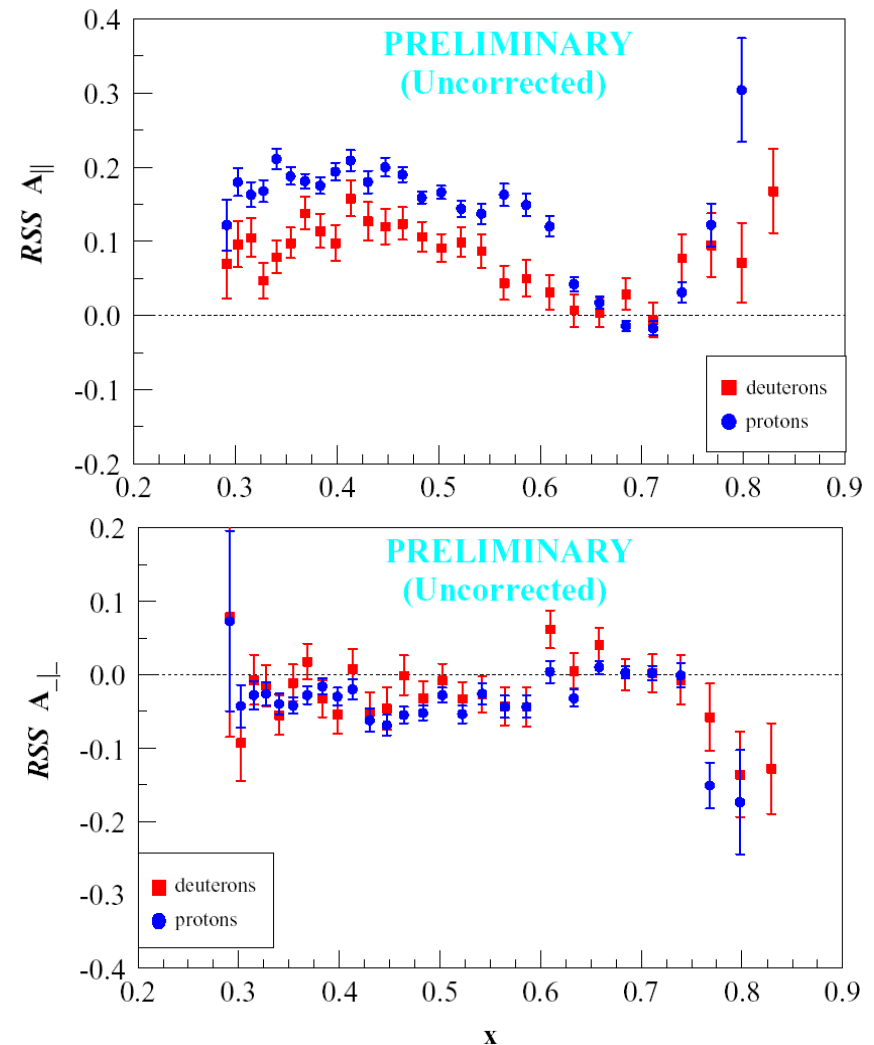 0.4
PRELIMINARY
(Uncorrected)
0.3
0.2
RSS A||
0.1
0.0
-0.1
deuterons
protons
-0.2
0.2 0.3 0.4 0.5 0.6 0.7 0.8 0.9
0.2
PRELIMINARY
(Uncorrected)
0.1
0.0
RSS A_|_
-0.1
-0.2
deuterons
protons
-0.3
-0.4
0.2 0.3 0.4 0.5 0.6 0.7 0.8 0.9
x